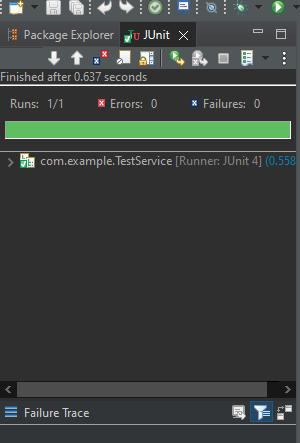 Package Explorer JUnit
Finished after 0.637 seconds
Runs: 1/1 Errors: 0 Failures: 0
com.example.TestService [Runner: JUnit 4] (0.558
Failure Trace